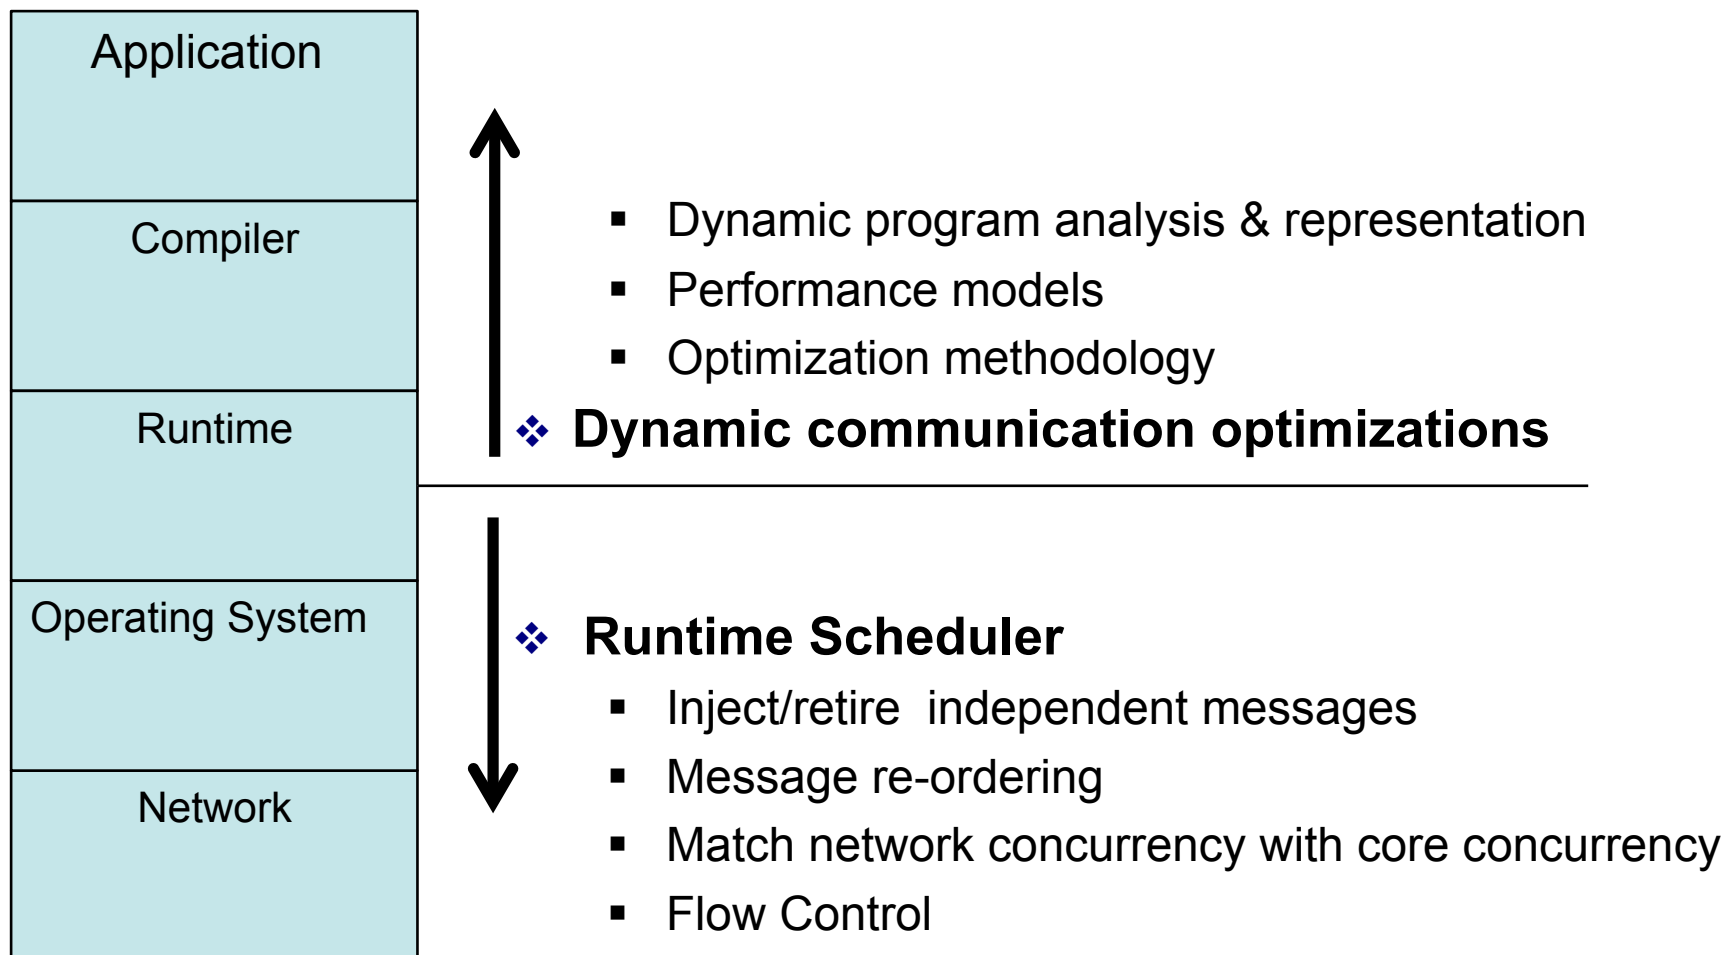 Application
Compiler
Runtime
Operating System
Network
▪ Dynamic program analysis & representation
▪ Performance models
▪ Optimization methodology
❖ Dynamic communication optimizations
❖ Runtime Scheduler
▪ Inject/retire independent messages
▪ Message re-ordering
▪ Match network concurrency with core concurrency
▪ Flow Control